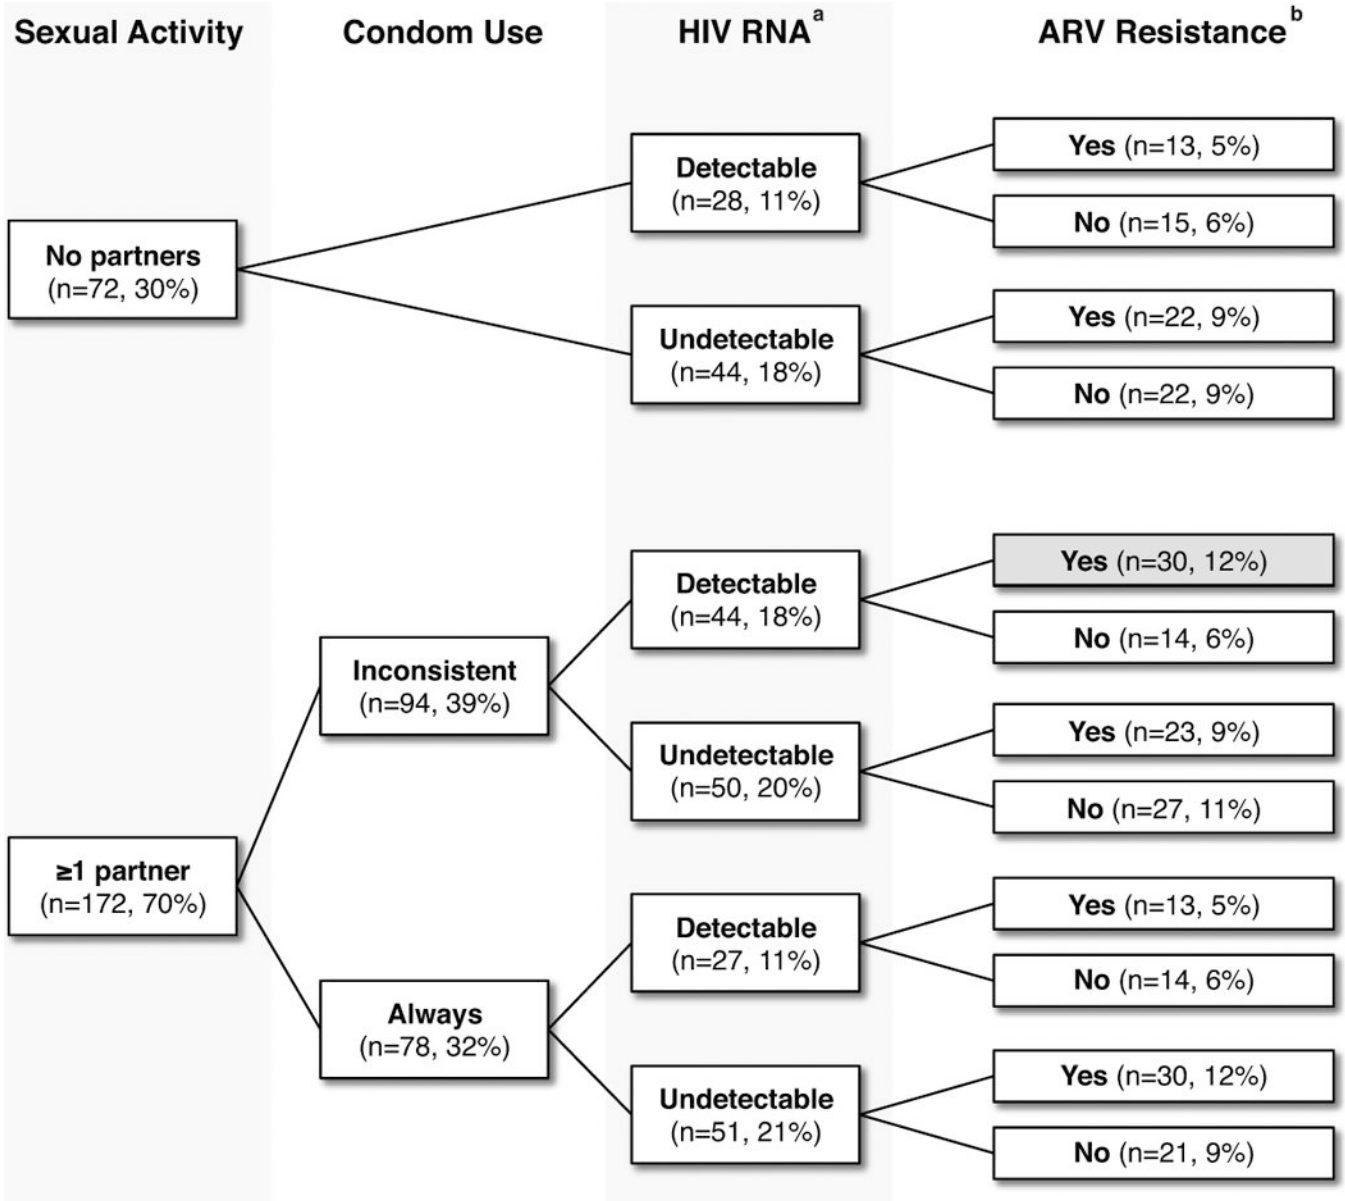 Sexual Activity
Condom Use
HIV RNA a
ARV Resistance b
No partners
(n=72, 30%)
Detectable
(n=28, 11%)
Yes (n=13, 5%)
No (n=15, 6%)
Undetectable
(n=44, 18%)
Yes (n=22, 9%)
No (n=22, 9%)
≥1 partner
(n=172, 70%)
Inconsistent
(n=94, 39%)
Detectable
(n=44, 18%)
Yes (n=30, 12%)
No (n=14, 6%)
Undetectable
(n=50, 20%)
Yes (n=23, 9%)
No (n=27, 11%)
Always
(n=78, 32%)
Detectable
(n=27, 11%)
Yes (n=13, 5%)
No (n=14, 6%)
Undetectable
(n=51, 21%)
Yes (n=30, 12%)
No (n=21, 9%)